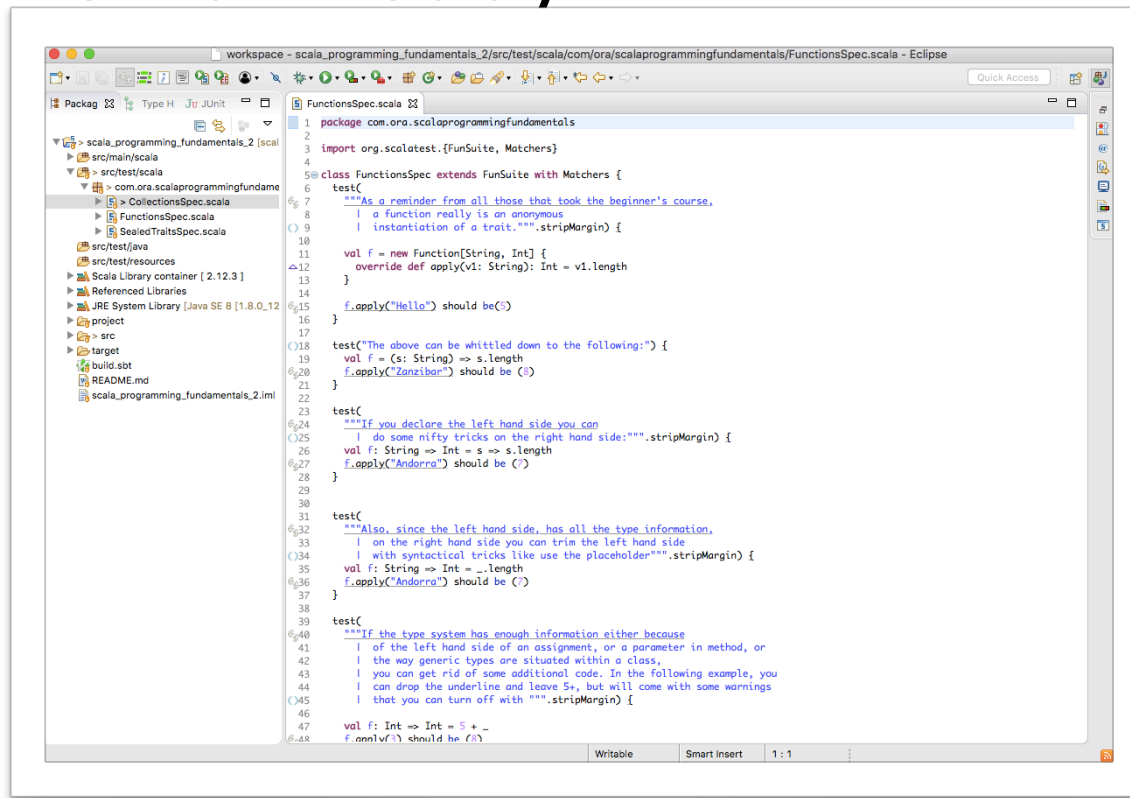 workspace - scala_programming_fundamentals_2/src/test/scala/com/ora/scalaprogrammingfundamentals/FunctionsSpec.scala - Eclipse
Quick Access
Packag
Type H
JUnit
> scala_programming_fundamentals_2 [scal
src/main/scala
> src/test/scala
> com.ora.scalaprogrammingfundame
> CollectionsSpec.scala
FunctionsSpec.scala
SealedTraitsSpec.scala
src/test/java
src/test/resources
Scala Library container [ 2.12.3 ]
Referenced Libraries
JRE System Library [Java SE 8 [1.8.0_12
project
> src
target
build.sbt
README.md
scala_programming_fundamentals_2.iml
FunctionsSpec.scala
1 package com.ora.scalaprogrammingfundamentals
2
3 import org.scalatest.{FunSuite, Matchers}
4
5 class FunctionsSpec extends FunSuite with Matchers {
6 test(
7 """As a reminder from all those that took the beginner's course,
8 | a function really is an anonymous
9 | instantiation of a trait.""".stripMargin) {
10
11 val f = new Function[String, Int] {
12 override def apply(v1: String): Int = v1.length
13 }
14
15 f.apply("Hello") should be(5)
16 }
17
18 test("The above can be whittled down to the following:") {
19 val f = (s: String) => s.length
20 f.apply("Zanzibar") should be (8)
21 }
22
23 test(
24 """If you declare the left hand side you can
25 | do some nifty tricks on the right hand side:""".stripMargin) {
26 val f: String => Int = s => s.length
27 f.apply("Andorra") should be (7)
28 }
29
30
31 test(
32 """Also, since the left hand side, has all the type information,
33 | on the right hand side you can trim the left hand side
34 | with syntactical tricks like use the placeholder""".stripMargin) {
35 val f: String => Int = _.length
36 f.apply("Andorra") should be (7)
37 }
38
39 test(
40 """If the type system has enough information either because
41 | of the left hand side of an assignment, or a parameter in method, or
42 | the way generic types are situated within a class,
43 | you can get rid of some additional code. In the following example, you
44 | can drop the underline and leave 5+, but will come with some warnings
45 | that you can turn off with """.stripMargin) {
46
47 val f: Int => Int = 5 + _
48 f.apply(3) should be (8)
Writable
Smart Insert
1 : 1